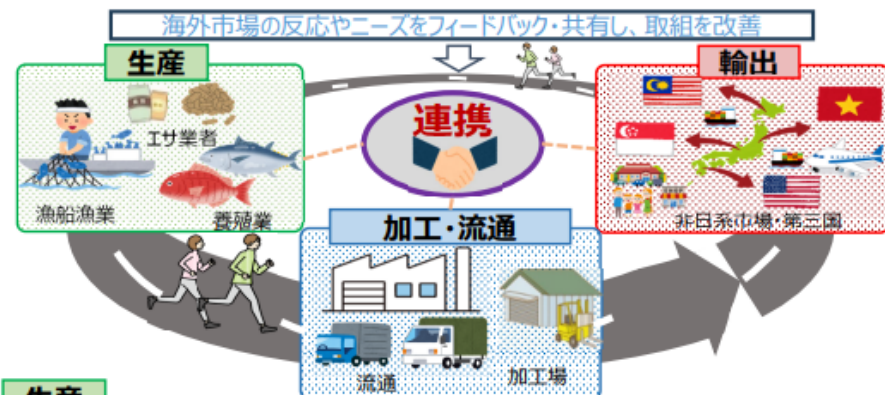 海外市場の反応やニーズをフィードバック・共有し、取組を改善
生産
エサ業者
漁船漁業
養殖業
連携
輸出
非日系市場・第三国
加工・流通
流通
加工場
生産